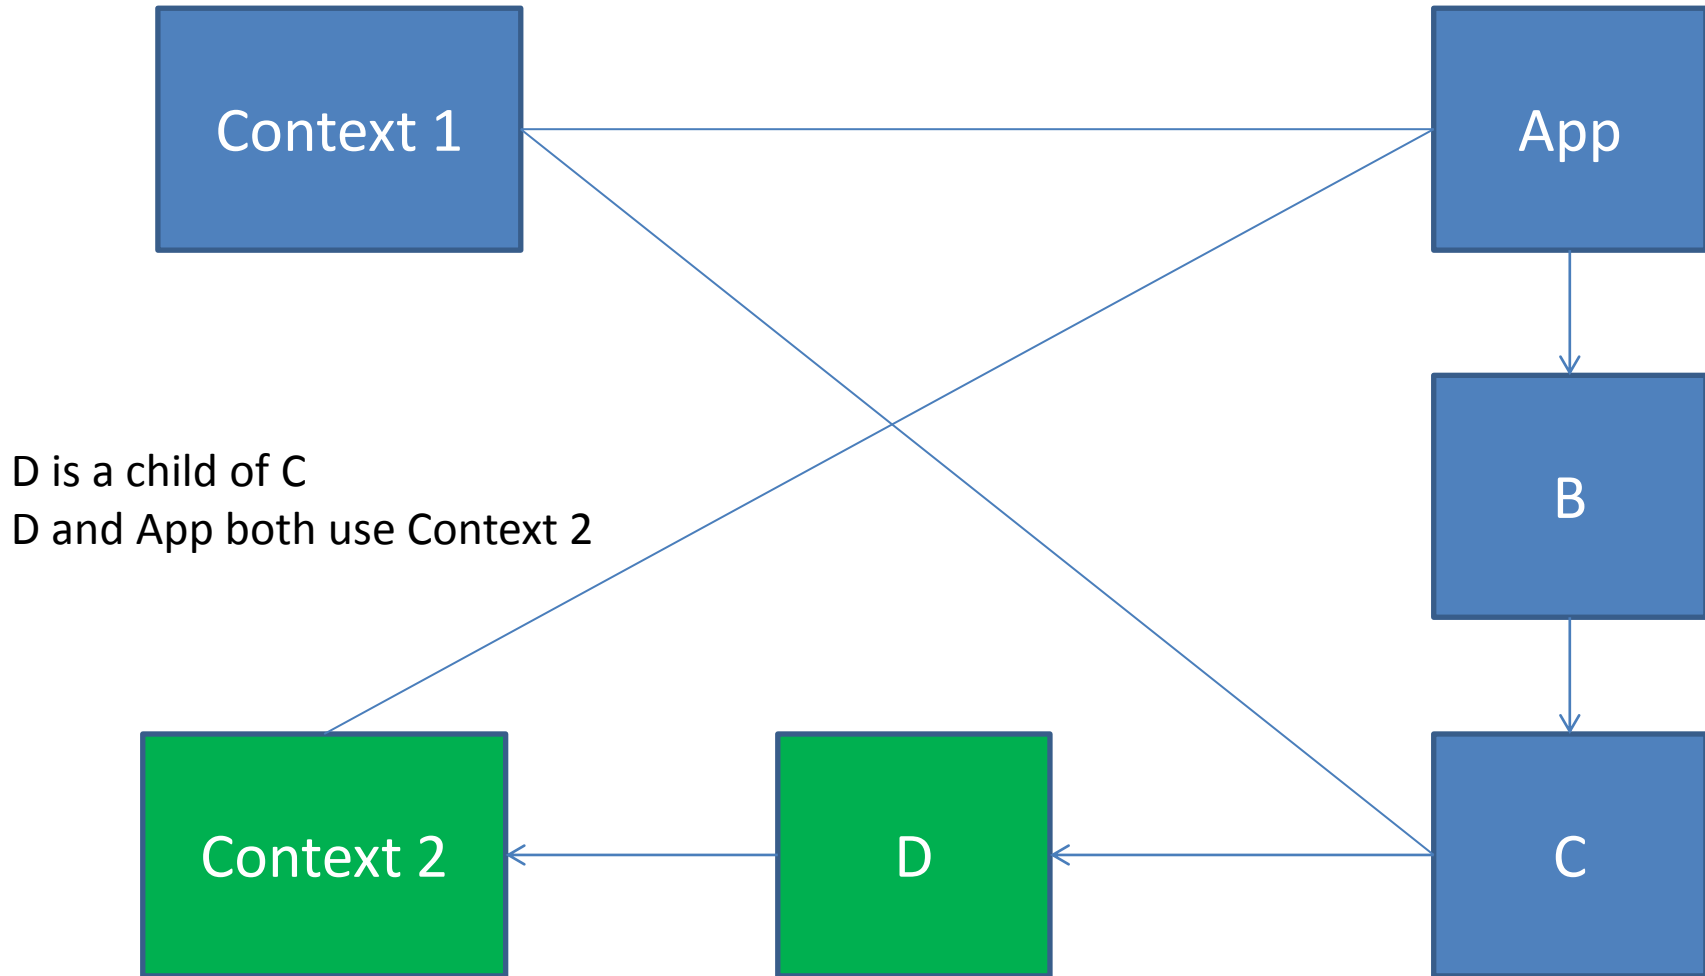 Context 1
App
D is a child of C
D and App both use Context 2
B
Context 2
D
C